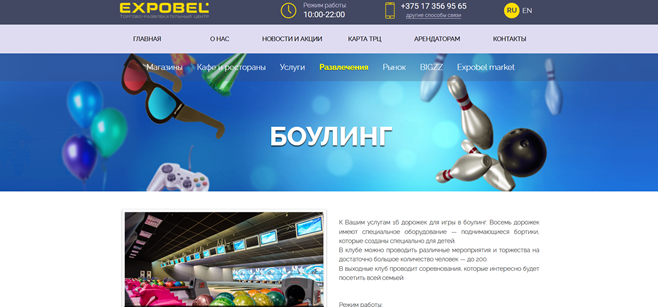 EXPOBEL
Торгово-развлекательный центр
Режим работы
10:00-22:00
+375 17 356 95 65
другие способы связи
RU EN
ГЛАВНАЯ О НАС НОВОСТИ И АКЦИИ КАРТА ТРЦ АРЕНДАТОРАМ КОНТАКТЫ
Магазины Кафе и рестораны Услуги Развлечения Рынок BIGZZ Expobel market
БОУЛИНГ
К Вашим услугам 16 дорожек для игры в боулинг. Восемь дорожек
имеют специальное оборудование — поднимающиеся бортики,
которые созданы специально для детей.
В клубе можно проводить различные мероприятия и торжества на
достаточно большое количество человек — до 200.
В выходные клуб проводит соревнования, которые интересно будет
посетить всей семьей.
Режим работы: